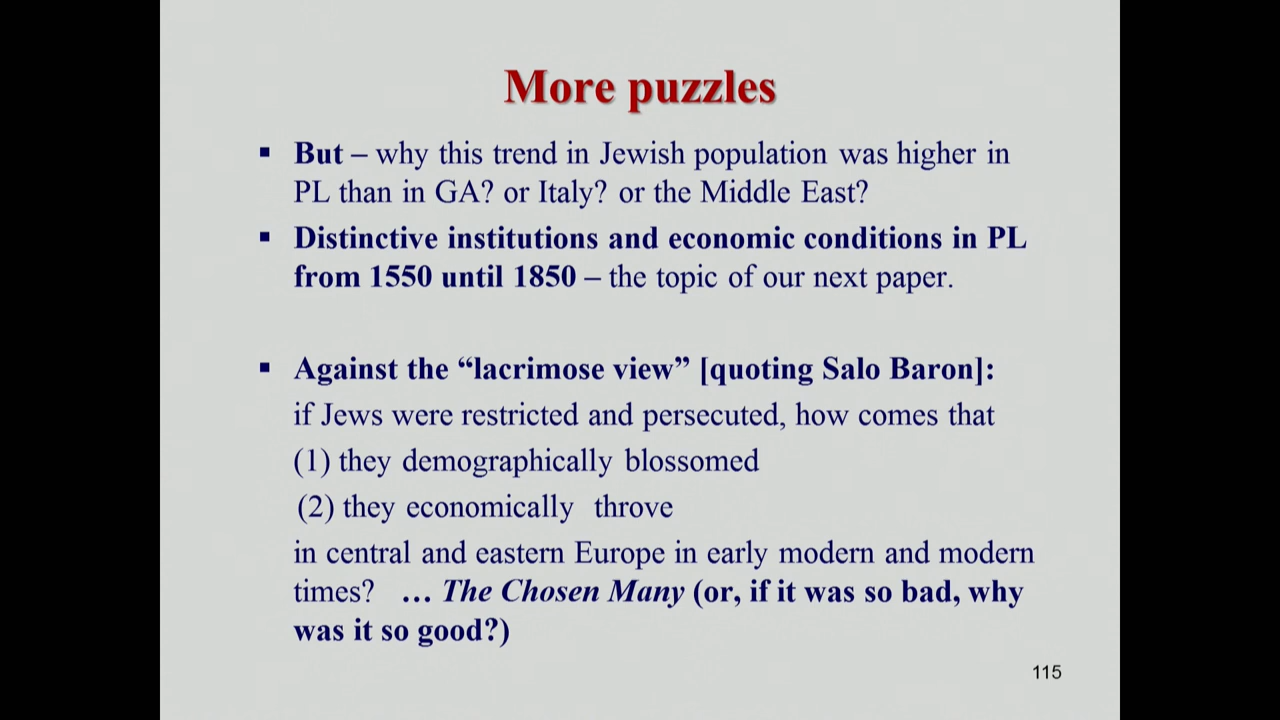 More puzzles
▪ But – why this trend in Jewish population was higher in
PL than in GA? or Italy? or the Middle East?
▪ Distinctive institutions and economic conditions in PL
from 1550 until 1850 – the topic of our next paper.
▪ Against the “lacrimose view” [quoting Salo Baron]:
if Jews were restricted and persecuted, how comes that
(1) they demographically blossomed
(2) they economically throve
in central and eastern Europe in early modern and modern
times? … The Chosen Many (or, if it was so bad, why
was it so good?)
115